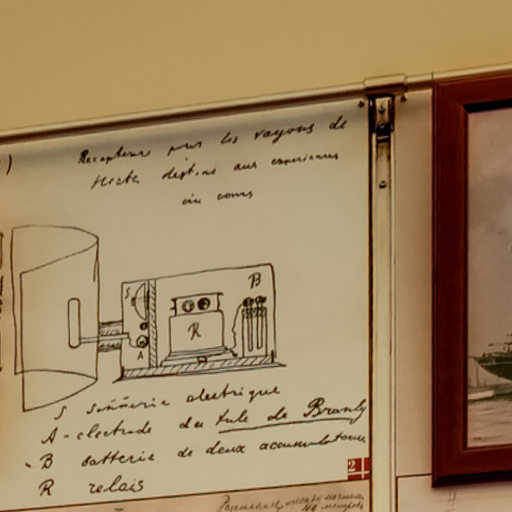 Recepteur pour les rayons de
Hertz destinés aux experiences
en cours
S
A
R
B
S sonnerie electrique
A-electrode du tube de Branly
B batterie de deux accumulateurs
R relais
2